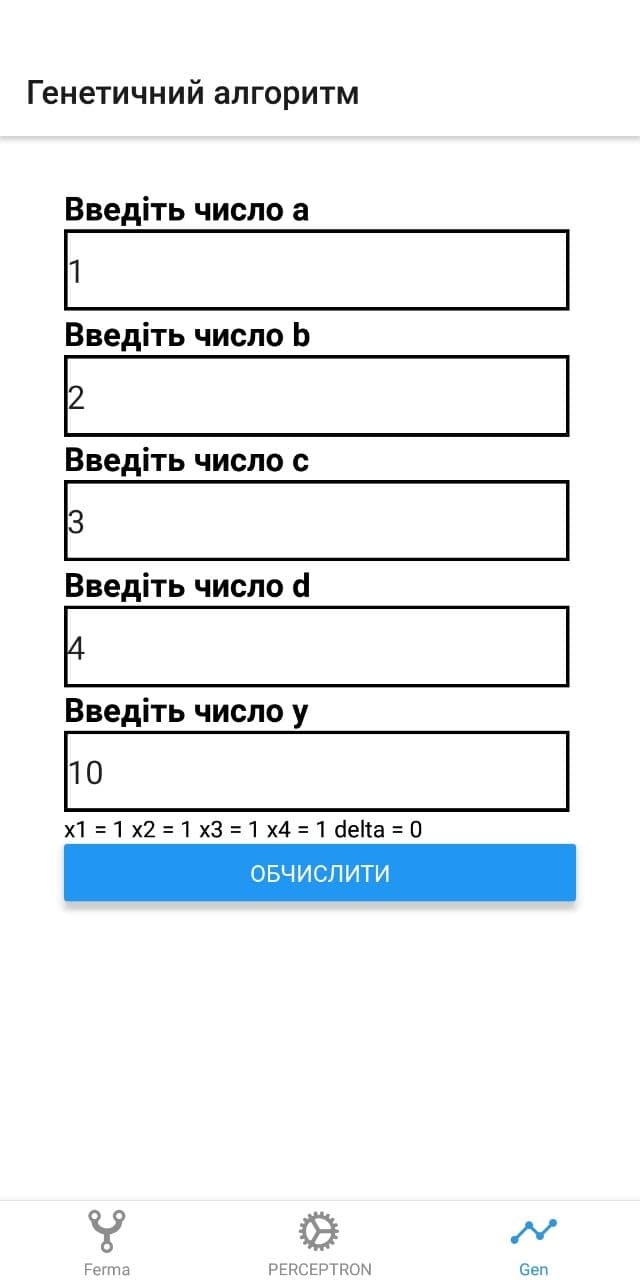 Генетичний алгоритм
Введіть число a
1
Введіть число b
2
Введіть число c
3
Введіть число d
4
Введіть число y
10
x1 = 1 x2 = 1 x3 = 1 x4 = 1 delta = 0
ОБЧИСЛИТИ
Ferma
PERCEPTRON
Gen